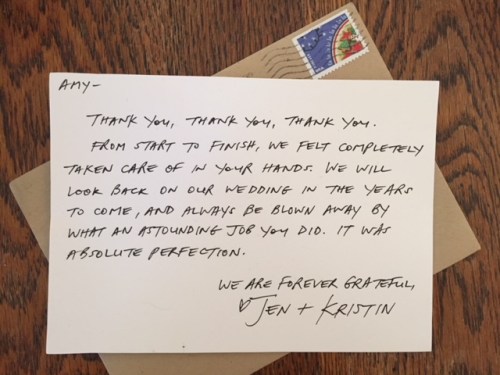 AMY-
THANK YOU, THANK YOU, THANK YOU.
FROM START TO FINISH, WE FELT COMPLETELY
TAKEN CARE OF IN YOUR HANDS. WE WILL
LOOK BACK ON OUR WEDDING IN THE YEARS
TO COME, AND ALWAYS BE BLOWN AWAY BY
WHAT AN ASTOUNDING JOB YOU DID. IT WAS
ABSOLUTE PERFECTION.
WE ARE FOREVER GRATEFUL,
♡ JEN + KRISTIN